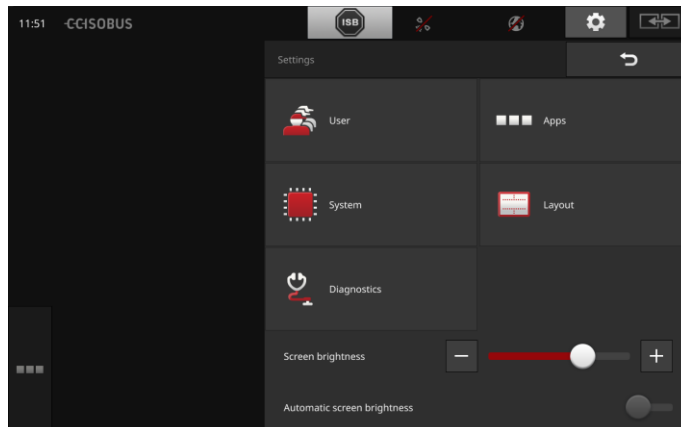 11:51 CCISOBUS
ISB
Settings
User
Apps
System
Layout
Diagnostics
Screen brightness
Automatic screen brightness